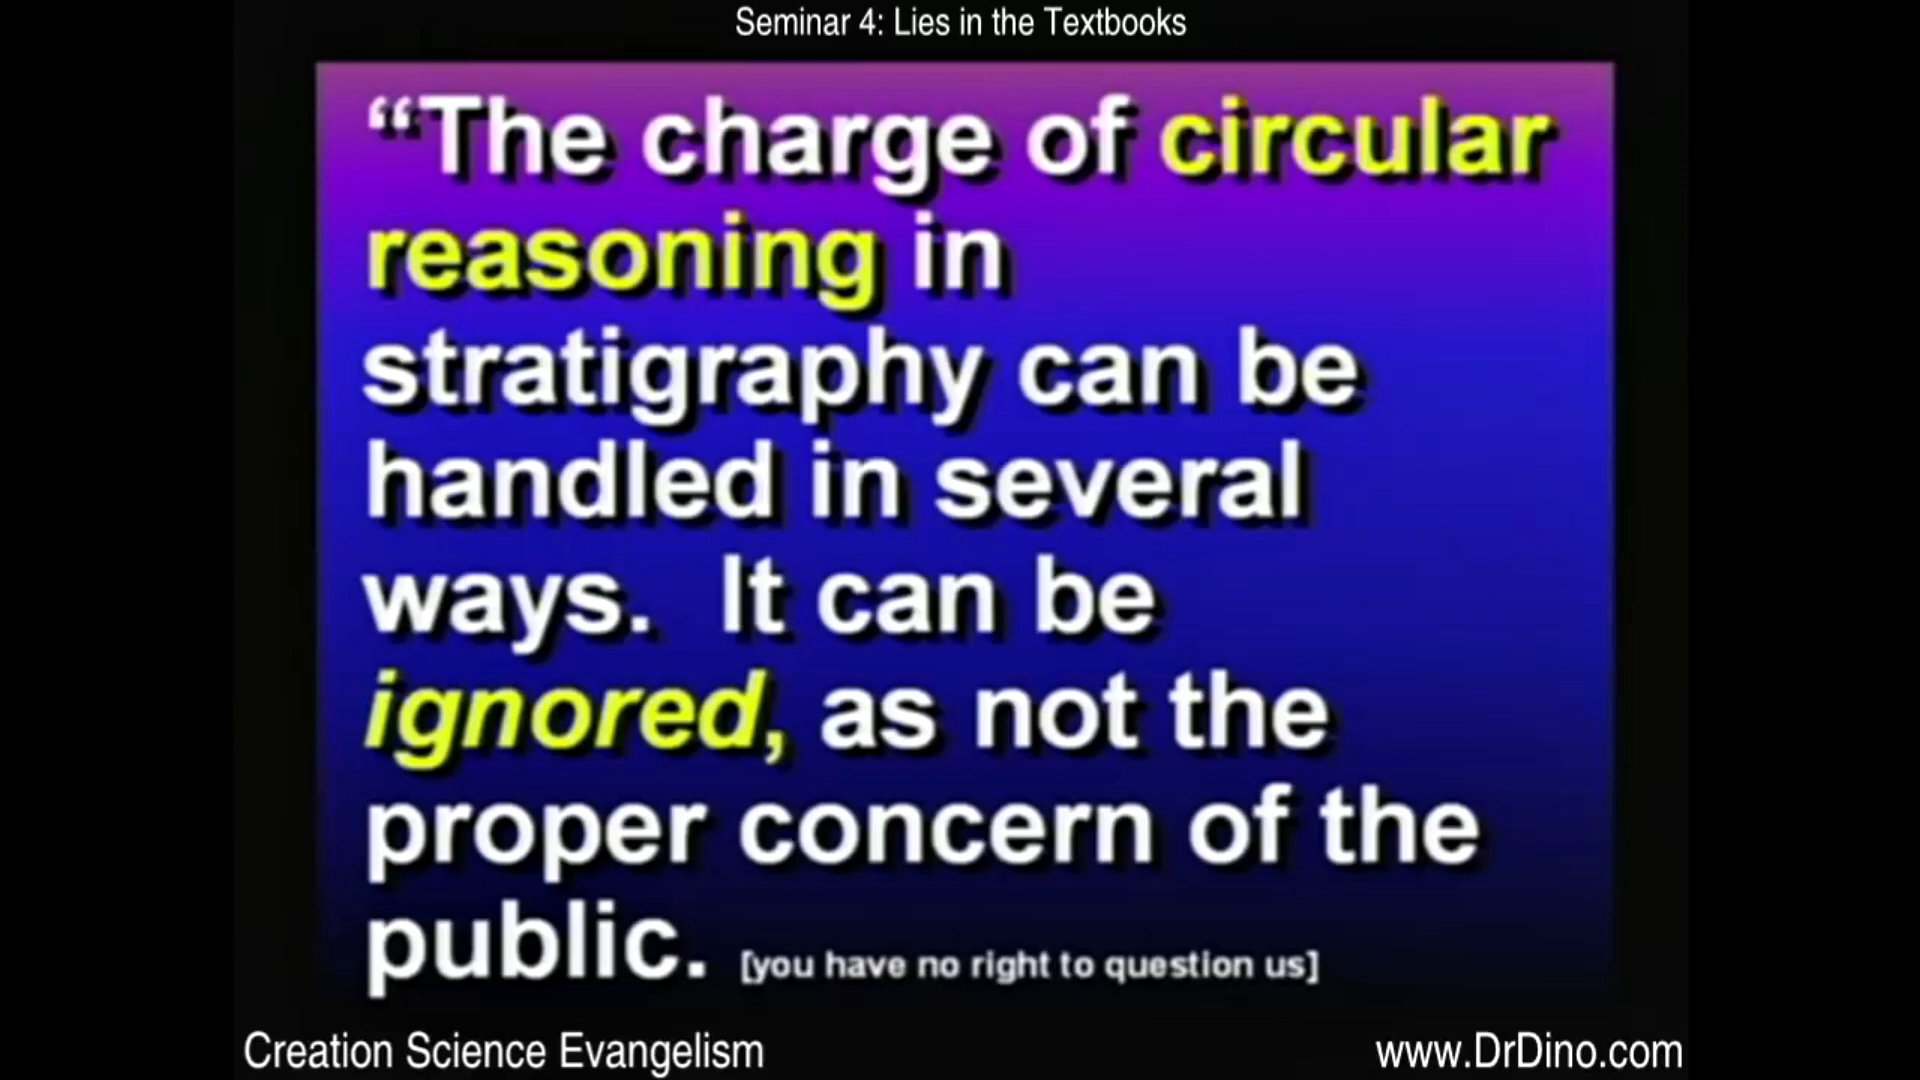 Seminar 4: Lies in the Textbooks
“The charge of circular
reasoning in
stratigraphy can be
handled in several
ways. It can be
ignored, as not the
proper concern of the
public. [you have no right to question us]
Creation Science Evangelism
www.DrDino.com